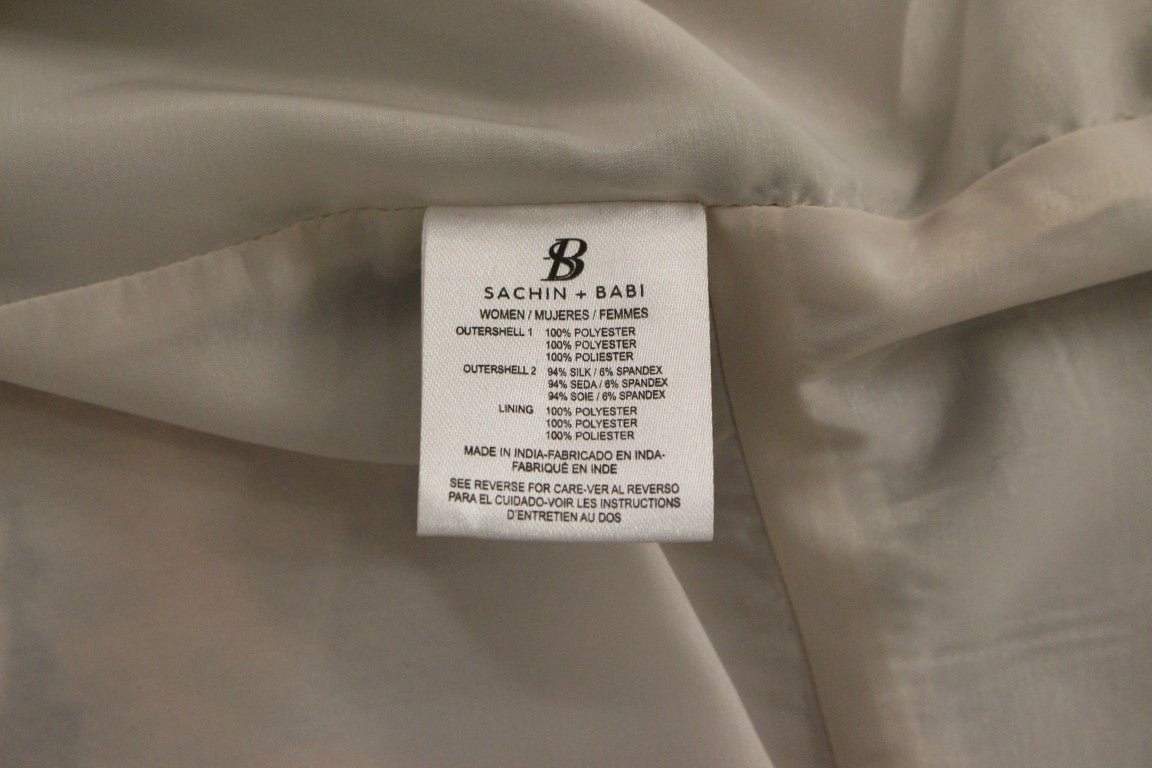 SB
SACHIN + BABI
WOMEN / MUJERES / FEMMES
OUTERSHELL 1 100% POLYESTER
100% POLYESTER
100% POLIESTER
OUTERSHELL 2 94% SILK / 6% SPANDEX
94% SEDA / 6% SPANDEX
94% SOIE / 6% SPANDEX
LINING 100% POLYESTER
100% POLYESTER
100% POLIESTER
MADE IN INDIA-FABRICADO EN INDA-
FABRIQUÉ EN INDE
SEE REVERSE FOR CARE-VER AL REVERSO
PARA EL CUIDADO-VOIR LES INSTRUCTIONS
D'ENTRETIEN AU DOS